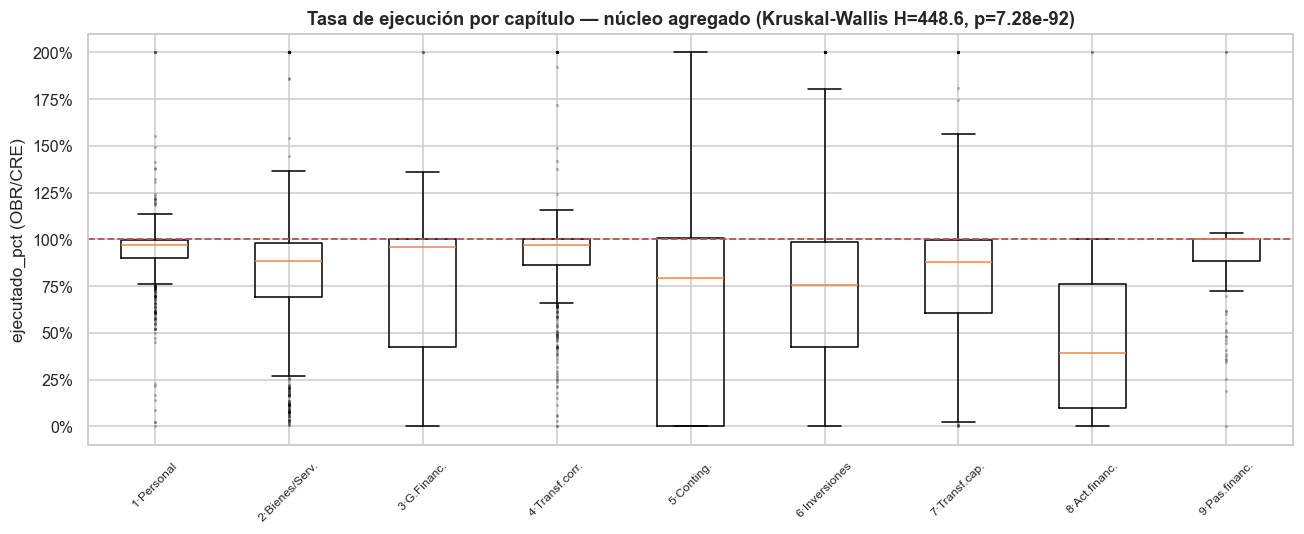 Tasa de ejecución por capítulo — núcleo agregado (Kruskal-Wallis H=448.6, p=7.28e-92)
ejecutado_pct (OBR/CRE)
200%
175%
150%
125%
100%
75%
50%
25%
0%
1·Personal
2·Bienes/Serv.
3·G.Financ.
4·Transf.corr.
5·Conting.
6·Inversiones
7·Transf.cap.
8·Act.financ.
9·Pas.financ.